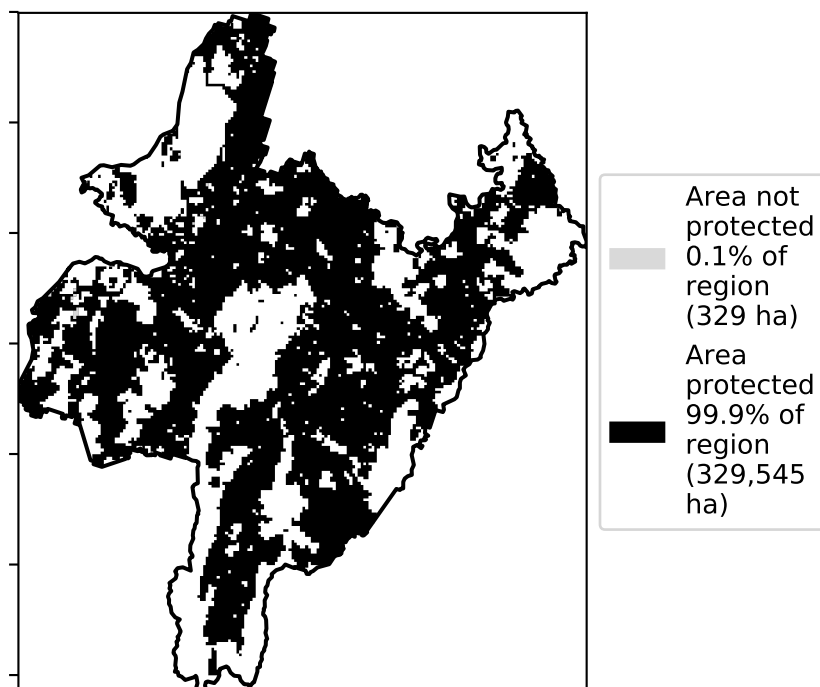 Area not
protected
0.1% of
region
(329 ha)
Area
protected
99.9% of
region
(329,545
ha)